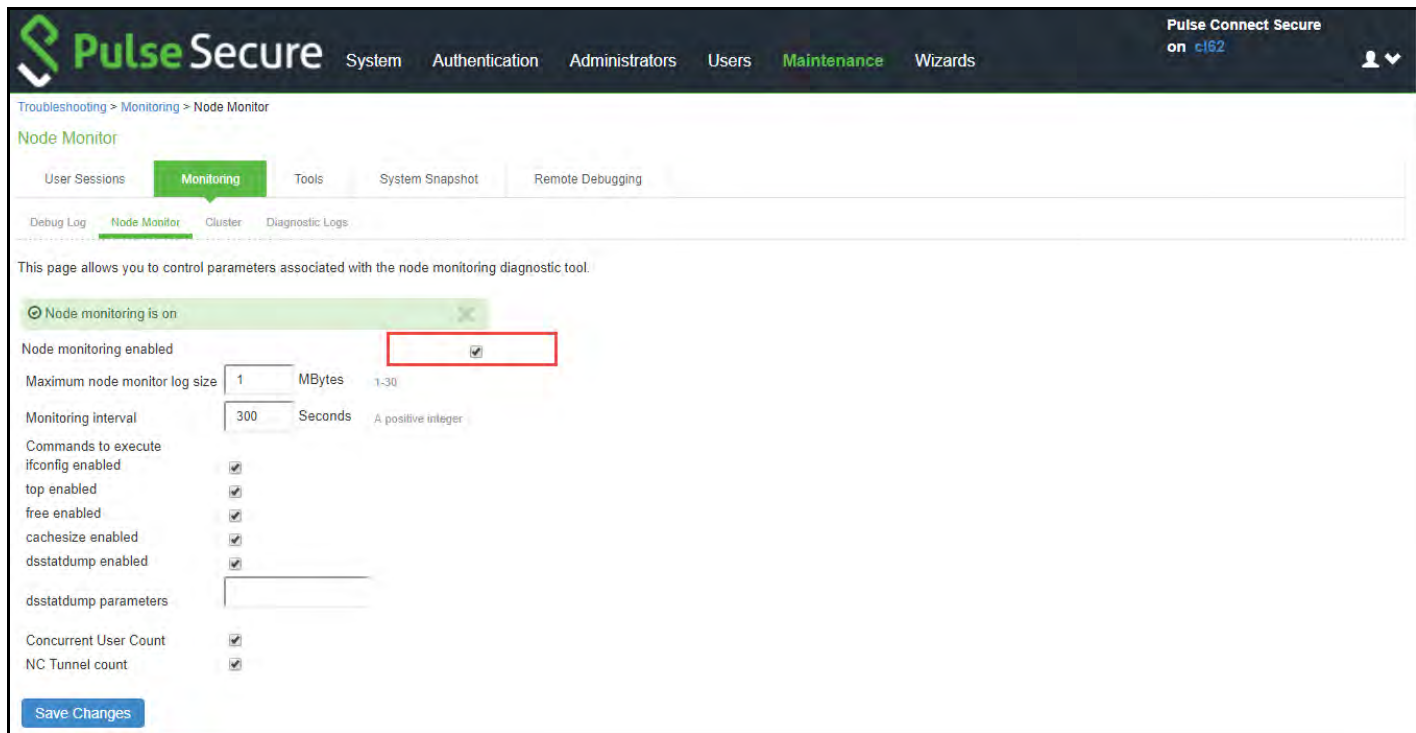 Pulse Secure
System Authentication Administrators Users Maintenance Wizards
Pulse Connect Secure
on cl62
Troubleshooting > Monitoring > Node Monitor
Node Monitor
User Sessions Monitoring Tools System Snapshot Remote Debugging
Debug Log Node Monitor Cluster Diagnostic Logs
This page allows you to control parameters associated with the node monitoring diagnostic tool.
Node monitoring is on
Node monitoring enabled
Maximum node monitor log size 1 MBytes 1-30
Monitoring interval 300 Seconds A positive integer
Commands to execute
ifconfig enabled
top enabled
free enabled
cachesize enabled
dsstatdump enabled
dsstatdump parameters
Concurrent User Count
NC Tunnel count
Save Changes